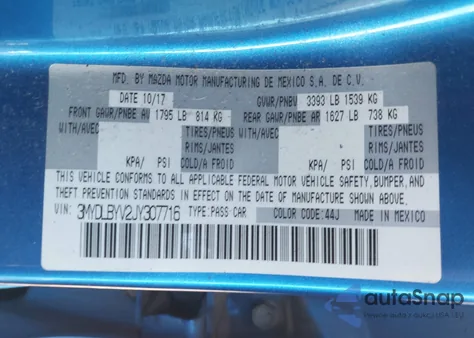 MFD. BY MAZDA MOTOR MANUFACTURING DE MEXICO S.A. DE C.V.
DATE 10/17 GVWR/PNBV 3393 LB 1539 KG
FRONT GAWR/PNBE AV 1795 LB 814 KG REAR GAWR/PNBE AR 1627 LB 738 KG
WITH/AVEC TIRES/PNEUS WITH/AVEC TIRES/PNEUS
RIMS/JANTES RIMS/JANTES
KPA/ PSI COLD/A FROID KPA/ PSI COLD/A FROID
THIS VEHICLE CONFORMS TO ALL APPLICABLE FEDERAL MOTOR VEHICLE SAFETY, BUMPER, AND
THEFT PREVENTION STANDARDS IN EFFECT ON THE DATE OF MANUFACTURE SHOWN ABOVE.
VIN: 3MYDLBYV2JY307716 TYPE:PASS CAR COLOR CODE:44J MADE IN MEXICO
autoSnap